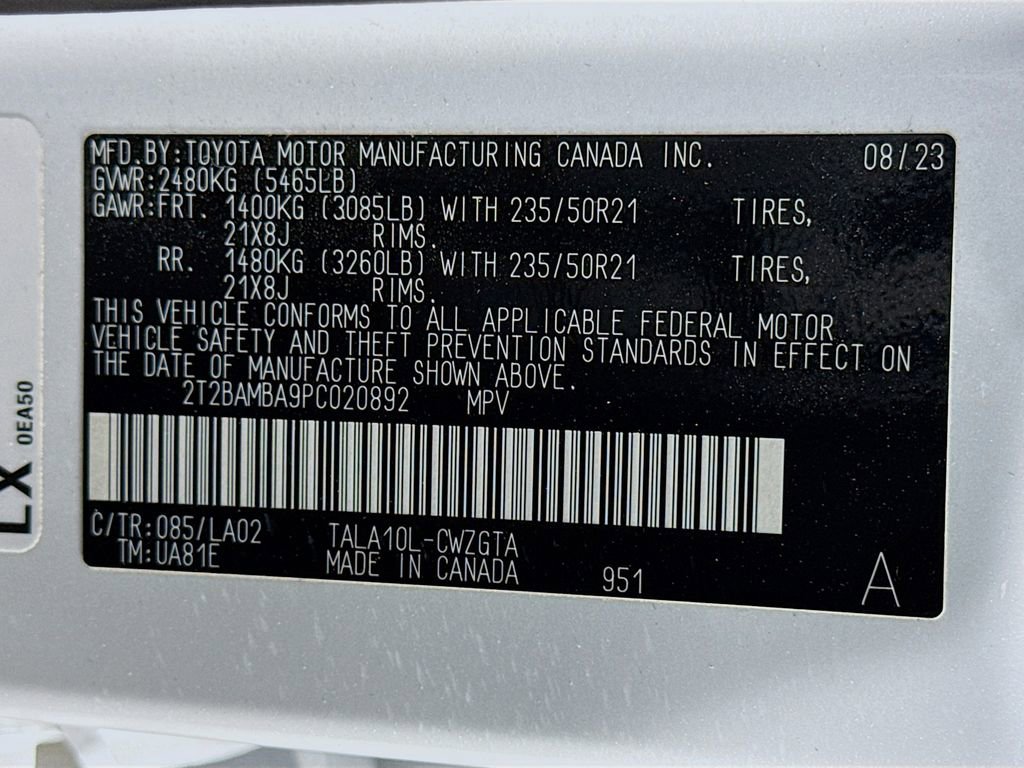 MFD.BY:TOYOTA MOTOR MANUFACTURING CANADA INC. 08/23
GVWR:2480KG (5465LB)
GAWR:FRT. 1400KG (3085LB) WITH 235/50R21 TIRES,
21X8J RIMS.
RR. 1480KG (3260LB) WITH 235/50R21 TIRES,
21X8J RIMS.
THIS VEHICLE CONFORMS TO ALL APPLICABLE FEDERAL MOTOR
VEHICLE SAFETY AND THEFT PREVENTION STANDARDS IN EFFECT ON
THE DATE OF MANUFACTURE SHOWN ABOVE.
2T2BAMBA9PC020892 MPV
C/TR:085/LA02 TALA10L-CWZGTA
TM:UA81E MADE IN CANADA 951 A
LX 0EA50